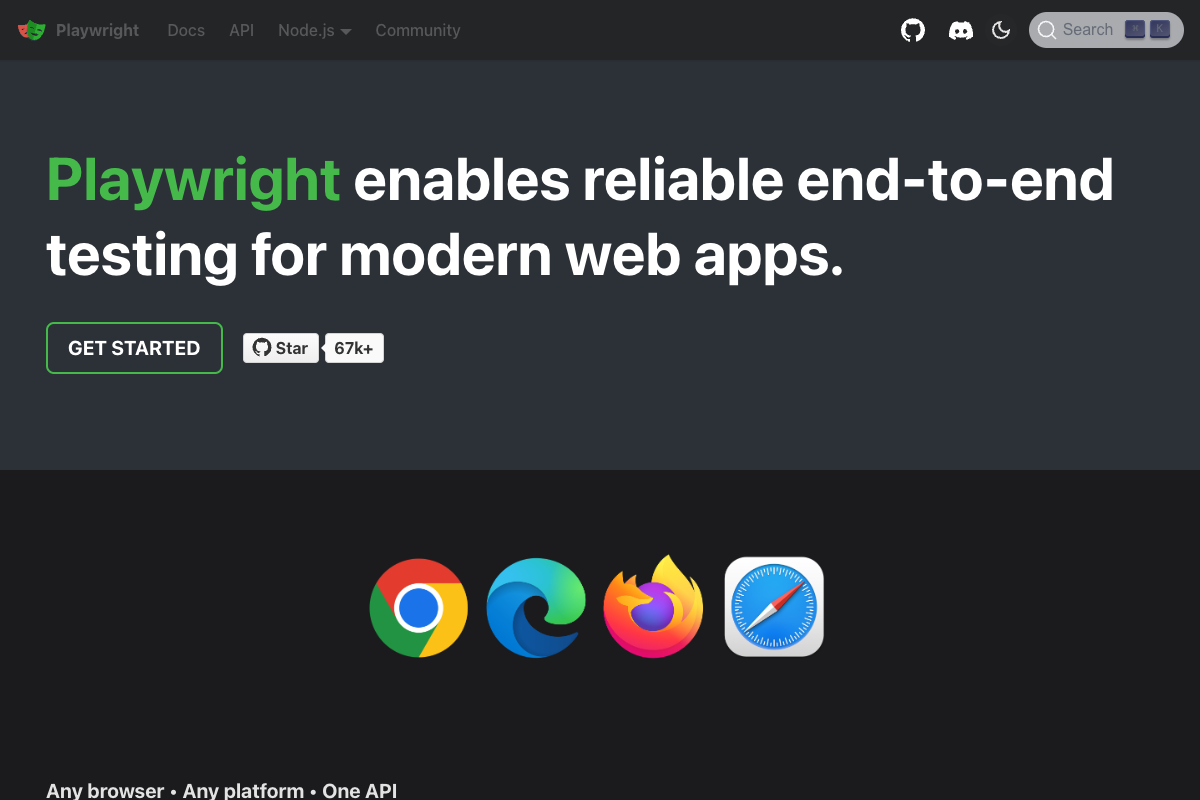 Playwright Docs API Node.js Community Search ⌘ K
Playwright enables reliable end-to-end
testing for modern web apps.
GET STARTED Star 67k+
Any browser • Any platform • One API